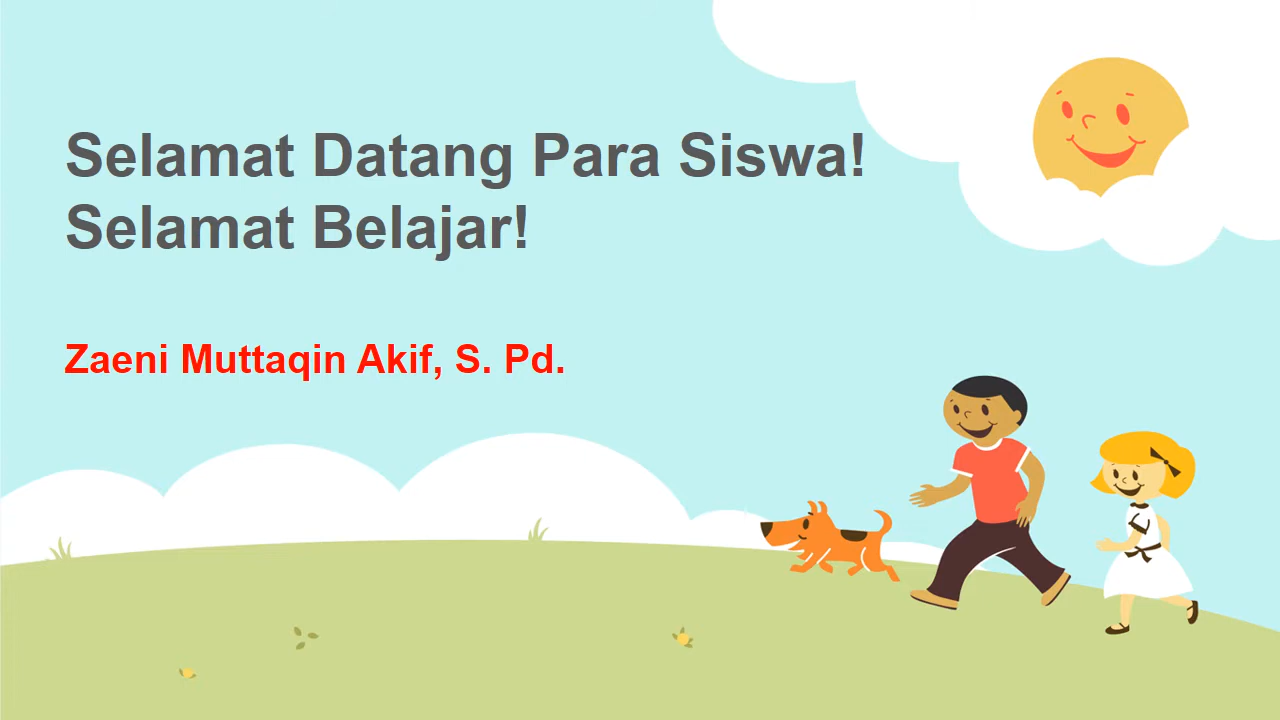 Selamat Datang Para Siswa!
Selamat Belajar!
Zaeni Muttaqin Akif, S. Pd.